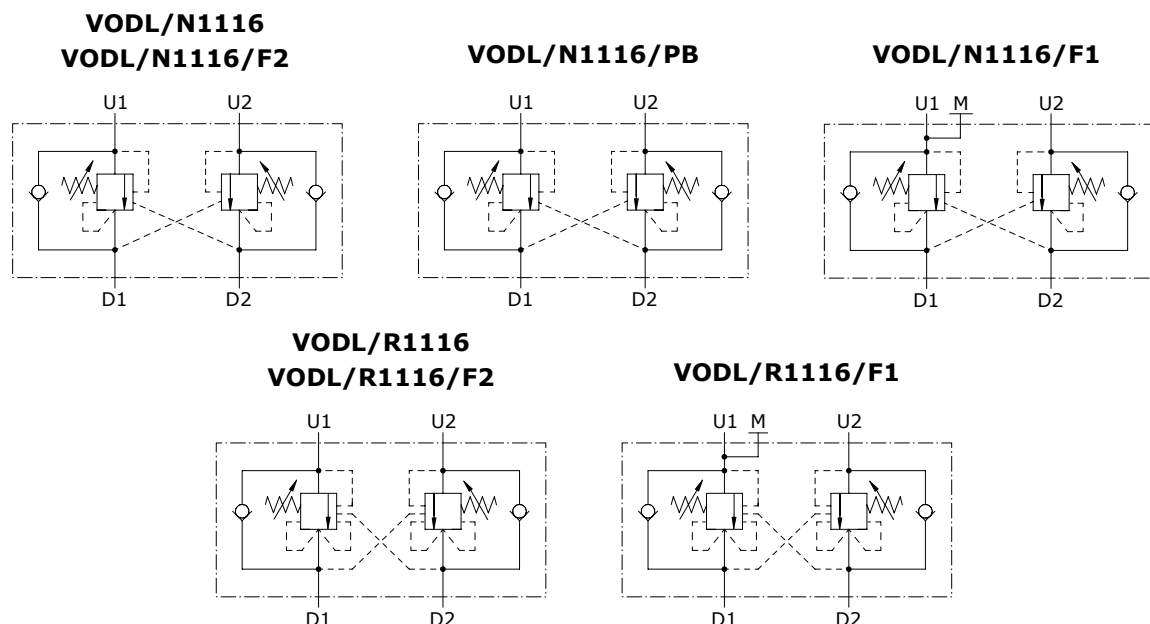 VODL/N1116
VODL/N1116/F2
VODL/N1116/PB
VODL/N1116/F1
U1 U2
U1 U2
U1 M U2
D1 D2
D1 D2
D1 D2
VODL/R1116
VODL/R1116/F2
VODL/R1116/F1
U1 U2
U1 M U2
D1 D2
D1 D2